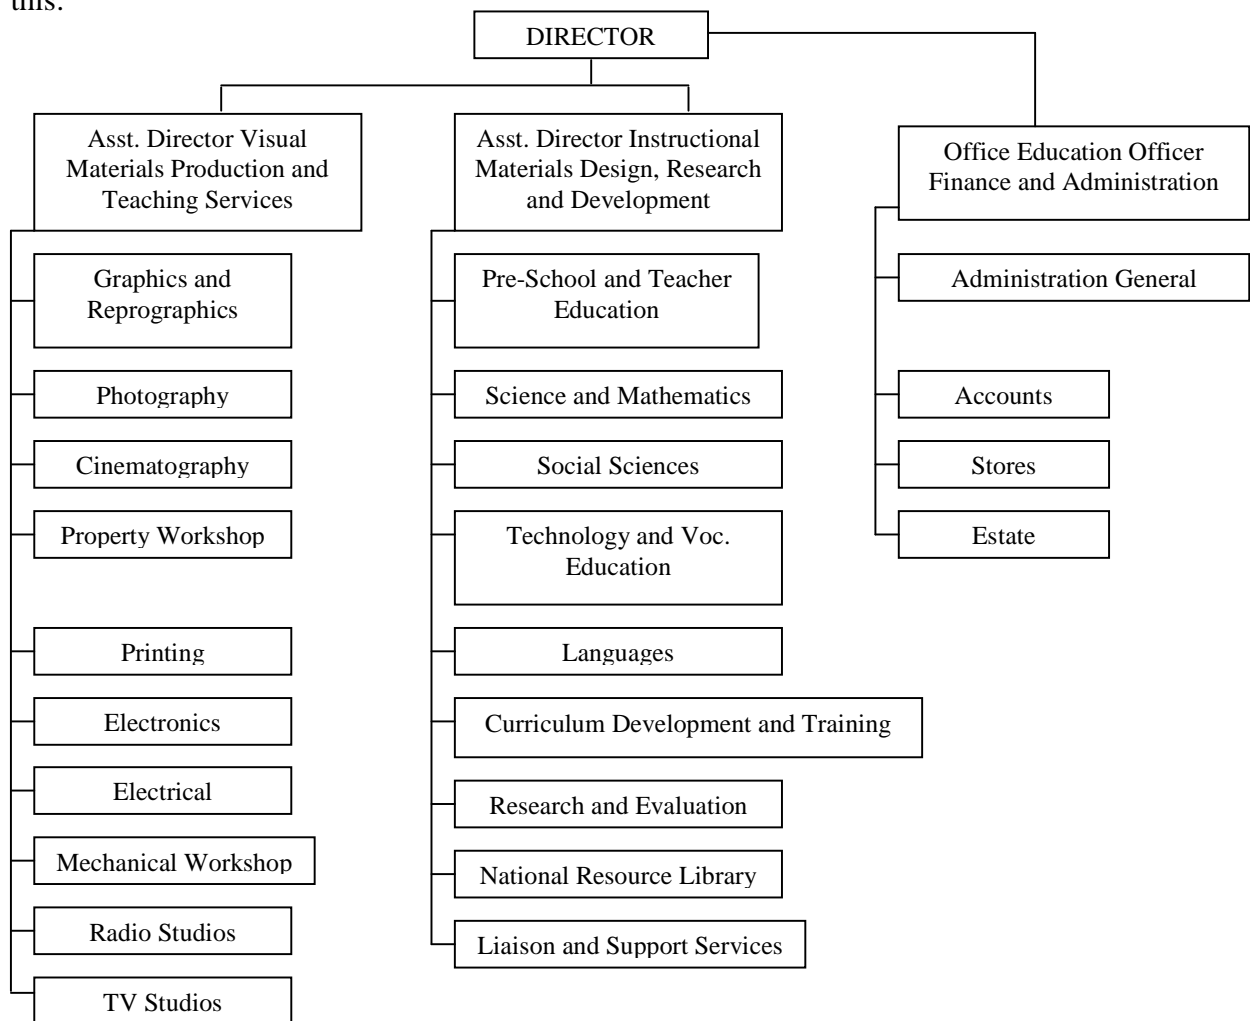 this:
DIRECTOR
Asst. Director Visual
Materials Production and
Teaching Services
Graphics and
Reprographics
Photography
Cinematography
Property Workshop
Printing
Electronics
Electrical
Mechanical Workshop
Radio Studios
TV Studios
Asst. Director Instructional
Materials Design, Research
and Development
Pre-School and Teacher
Education
Science and Mathematics
Social Sciences
Technology and Voc.
Education
Languages
Curriculum Development and Training
Research and Evaluation
National Resource Library
Liaison and Support Services
Office Education Officer
Finance and Administration
Administration General
Accounts
Stores
Estate